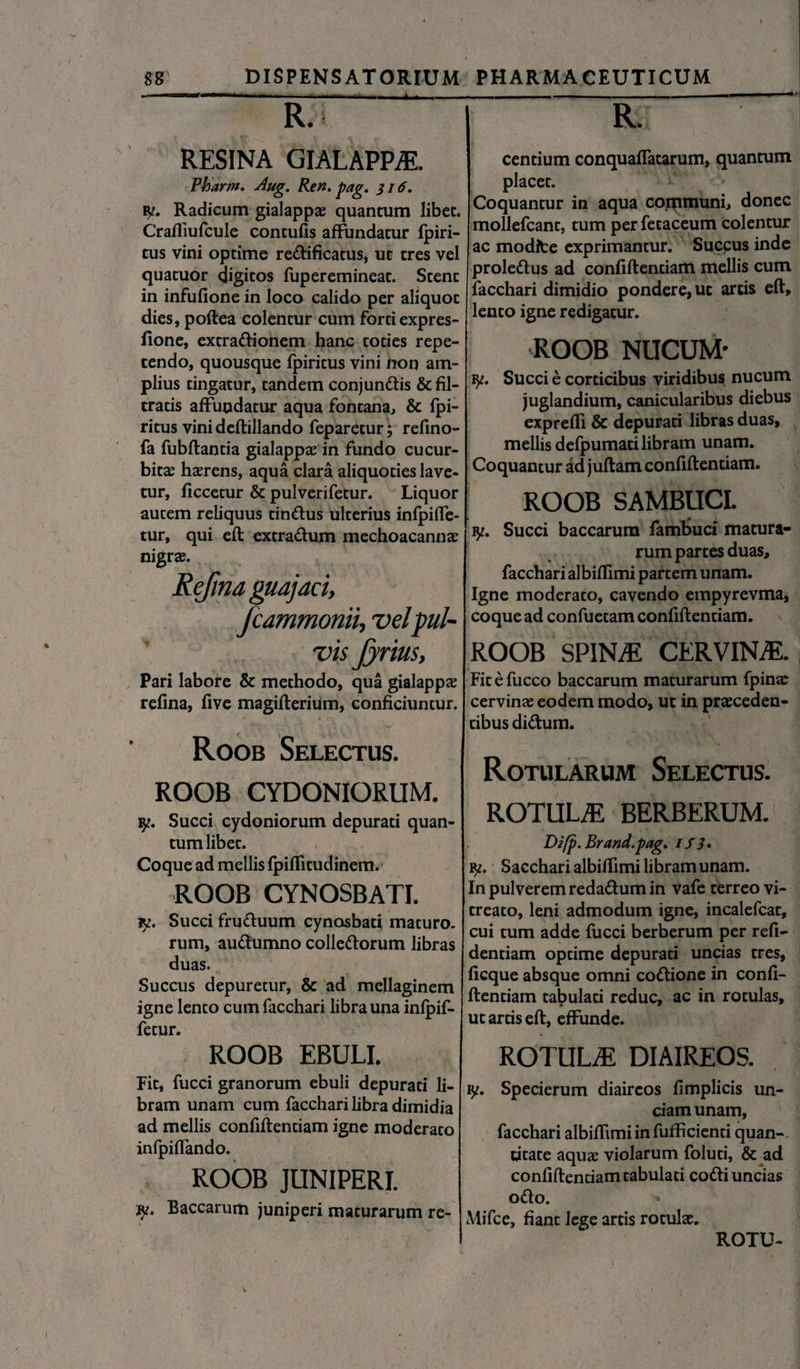 88 DISPENSATORIUM PHARMACEUTICUM
R.
RESINA GIALAPPÆ.
Pharm. Aug. Ren. pag. 316.
℞. Radicum gialappæ quantum libet.
Craſſiuſcule contuſis affundatur ſpiri-
tus vini optime rectificatus, ut tres vel
quatuor digitos ſuperemineat. Stent
in infuſione in loco calido per aliquot
dies, poſtea colentur cum forti expres-
ſione, extractionem hanc toties repe-
tendo, quousque ſpiritus vini non am-
plius tingatur, tandem conjunctis & fil-
tratis affundatur aqua fontana, & ſpi-
ritus vini deſtillando ſeparetur; reſino-
ſa ſubſtantia gialappæ in fundo cucur-
bitæ hærens, aquâ clarâ aliquoties lave-
tur, ſiccetur & pulveriſetur. Liquor
autem reliquus tinctus ulterius inſpiſſe-
tur, qui eſt extractum mechoacannæ
nigræ.
Reſina guajaci,
ſcammonii, vel pul-
vis ſyrius,
Pari labore & methodo, quâ gialappæ
reſina, ſive magiſterium, conficiuntur.
ROOB SELECTUS.
ROOB CYDONIORUM.
℞. Succi cydoniorum depurati quan-
tum libet.
Coque ad mellis ſpiſſitudinem.
ROOB CYNOSBATI.
℞. Succi fructuum cynosbati maturo-
rum, auctumno collectorum libras
duas.
Succus depuretur, & ad mellaginem
igne lento cum ſacchari libra una inſpiſ-
ſetur.
ROOB EBULI.
Fit, ſucci granorum ebuli depurati li-
bram unam cum ſacchari libra dimidia
ad mellis conſiſtentiam igne moderato
inſpiſſando.
ROOB JUNIPERI.
℞. Baccarum juniperi maturarum re-
R.
centium conquaſſatarum, quantum
placet.
Coquantur in aqua communi, donec
molleſcant, tum per ſetaceum colentur
ac modice exprimantur. Succus inde
prolectus ad conſiſtentiam mellis cum
ſacchari dimidio pondere, ut artis eſt,
lento igne redigatur.
ROOB NUCUM.
℞. Succi è corticibus viridibus nucum
juglandium, canicularibus diebus
expreſſi & depurati libras duas,
mellis deſpumati libram unam.
Coquantur ad juſtam conſiſtentiam.
ROOB SAMBUCI.
℞. Succi baccarum ſambuci matura-
rum partes duas,
ſacchari albiſſimi partem unam.
Igne moderato, cavendo empyrevma,
coque ad conſuetam conſiſtentiam.
ROOB SPINÆ CERVINÆ.
Fit è ſucco baccarum maturarum ſpinæ
cervinæ eodem modo, ut in præceden-
tibus dictum.
ROTULARUM SELECTUS.
ROTULÆ BERBERUM.
Diſp. Brand. pag. 153.
℞. Sacchari albiſſimi libram unam.
In pulverem redactum in vaſe terreo vi-
treato, leni admodum igne, incaleſcat,
cui tum adde ſucci berberum per reſi-
dentiam optime depurati uncias tres,
ſicque absque omni coctione in conſi-
ſtentiam tabulati reduc, ac in rotulas,
ut artis eſt, effunde.
ROTULÆ DIAIREOS.
℞. Specierum diaireos ſimplicis un-
ciam unam,
ſacchari albiſſimi in ſufficienti quan-
titate aquæ violarum ſoluti, & ad
conſiſtentiam tabulati cocti uncias
octo.
Miſce, fiant lege artis rotulæ.
ROTU-